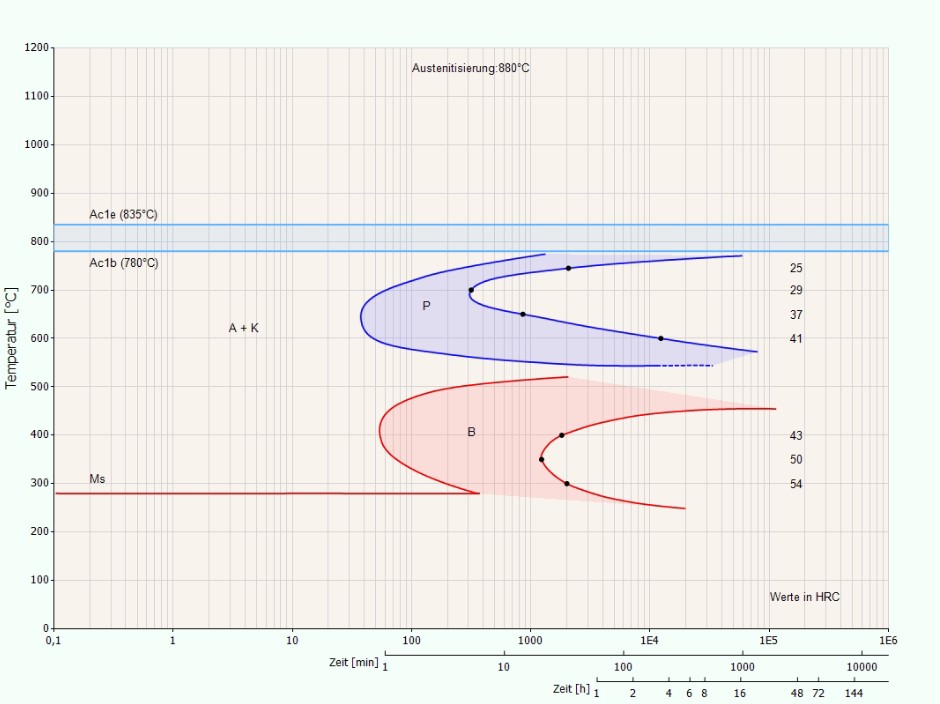 1200
Austenitisierung:880°C
1100
1000
900
Ac1e (835°C)
800
Ac1b (780°C)
25
700
29
P
37
A + K
600
41
Temperatur [°C]
500
B
43
400
50
Ms
54
300
200
100
Werte in HRC
0
0,1 1 10 100 1000 1E4 1E5 1E6
Zeit [min] 1 10 100 1000 10000
Zeit [h] 1 2 4 6 8 16 48 72 144